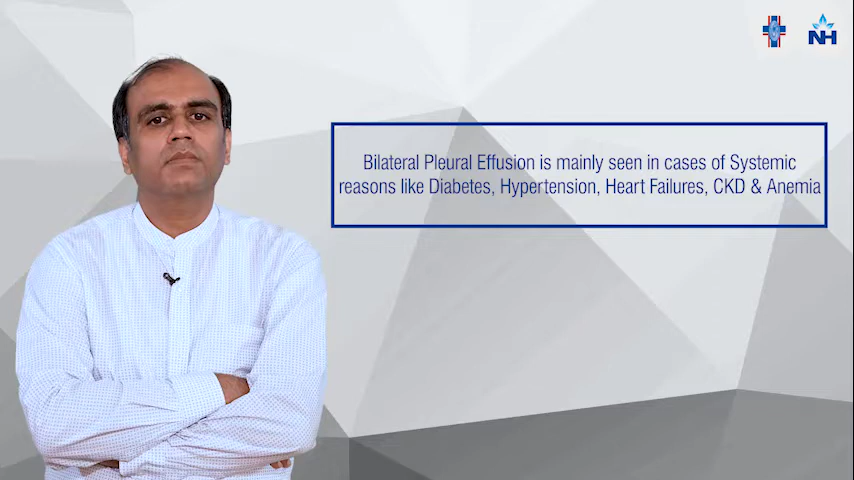 NH
Bilateral Pleural Effusion is mainly seen in cases of Systemic
reasons like Diabetes, Hypertension, Heart Failures, CKD & Anemia